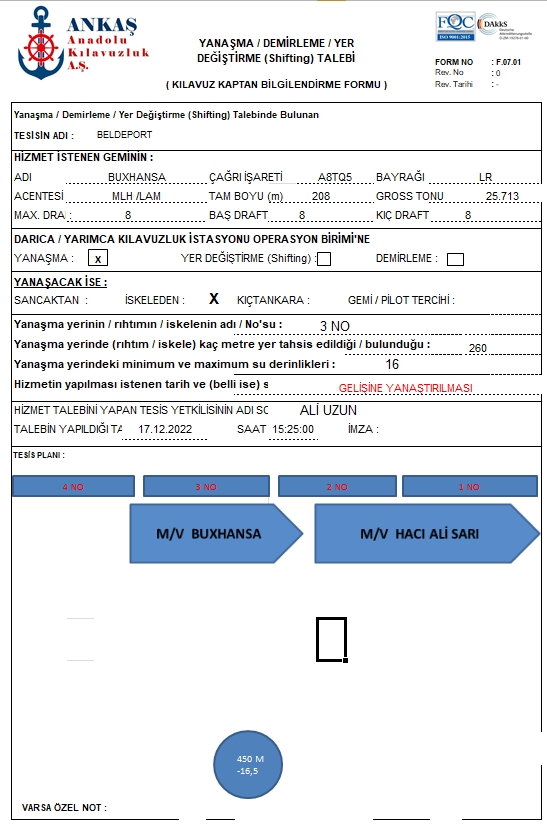 ANKAŞ
Anadolu
Kılavuzluk
A.Ş.
YANAŞMA / DEMİRLEME / YER
DEĞİŞTİRME (Shifting) TALEBİ
( KILAVUZ KAPTAN BİLGİLENDİRME FORMU )
FQC
ISO 9001:2015
DAkkS
FORM NO : F.07.01
Rev. No : 0
Rev. Tarihi : -
Yanaşma / Demirleme / Yer Değiştirme (Shifting) Talebinde Bulunan
TESİSİN ADI : BELDEPORT
HİZMET İSTENEN GEMİNİN :
ADI BUXHANSA ÇAĞRI İŞARETİ A8TQ5 BAYRAĞI LR
ACENTESİ MLH /LAM TAM BOYU (m) 208 GROSS TONU 25.713
MAX. DRA : 8 BAŞ DRAFT 8 KIÇ DRAFT 8
DARICA / YARIMCA KILAVUZLUK İSTASYONU OPERASYON BİRİMİ'NE
YANAŞMA : x YER DEĞİŞTİRME (Shifting) : DEMİRLEME :
YANAŞACAK İSE :
SANCAKTAN : İSKELEDEN : X KIÇTANKARA : GEMİ / PİLOT TERCİHİ :
Yanaşma yerinin / rıhtımın / iskelenin adı / No'su : 3 NO
Yanaşma yerinde (rıhtım / iskele) kaç metre yer tahsis edildiği / bulunduğu : 260
Yanaşma yerindeki minimum ve maximum su derinlikleri : 16
Hizmetin yapılması istenen tarih ve (belli ise) s GELİŞİNE YANAŞTIRILMASI
HİZMET TALEBİNİ YAPAN TESİS YETKİLİSİNİN ADI SO ALİ UZUN
TALEBİN YAPILDIĞI TA 17.12.2022 SAAT 15:25:00 İMZA :
TESİS PLANI :
4 NO 3 NO 2 NO 1 NO
M/V BUXHANSA M/V HACI ALİ SARI
450 M
-16,5
VARSA ÖZEL NOT :